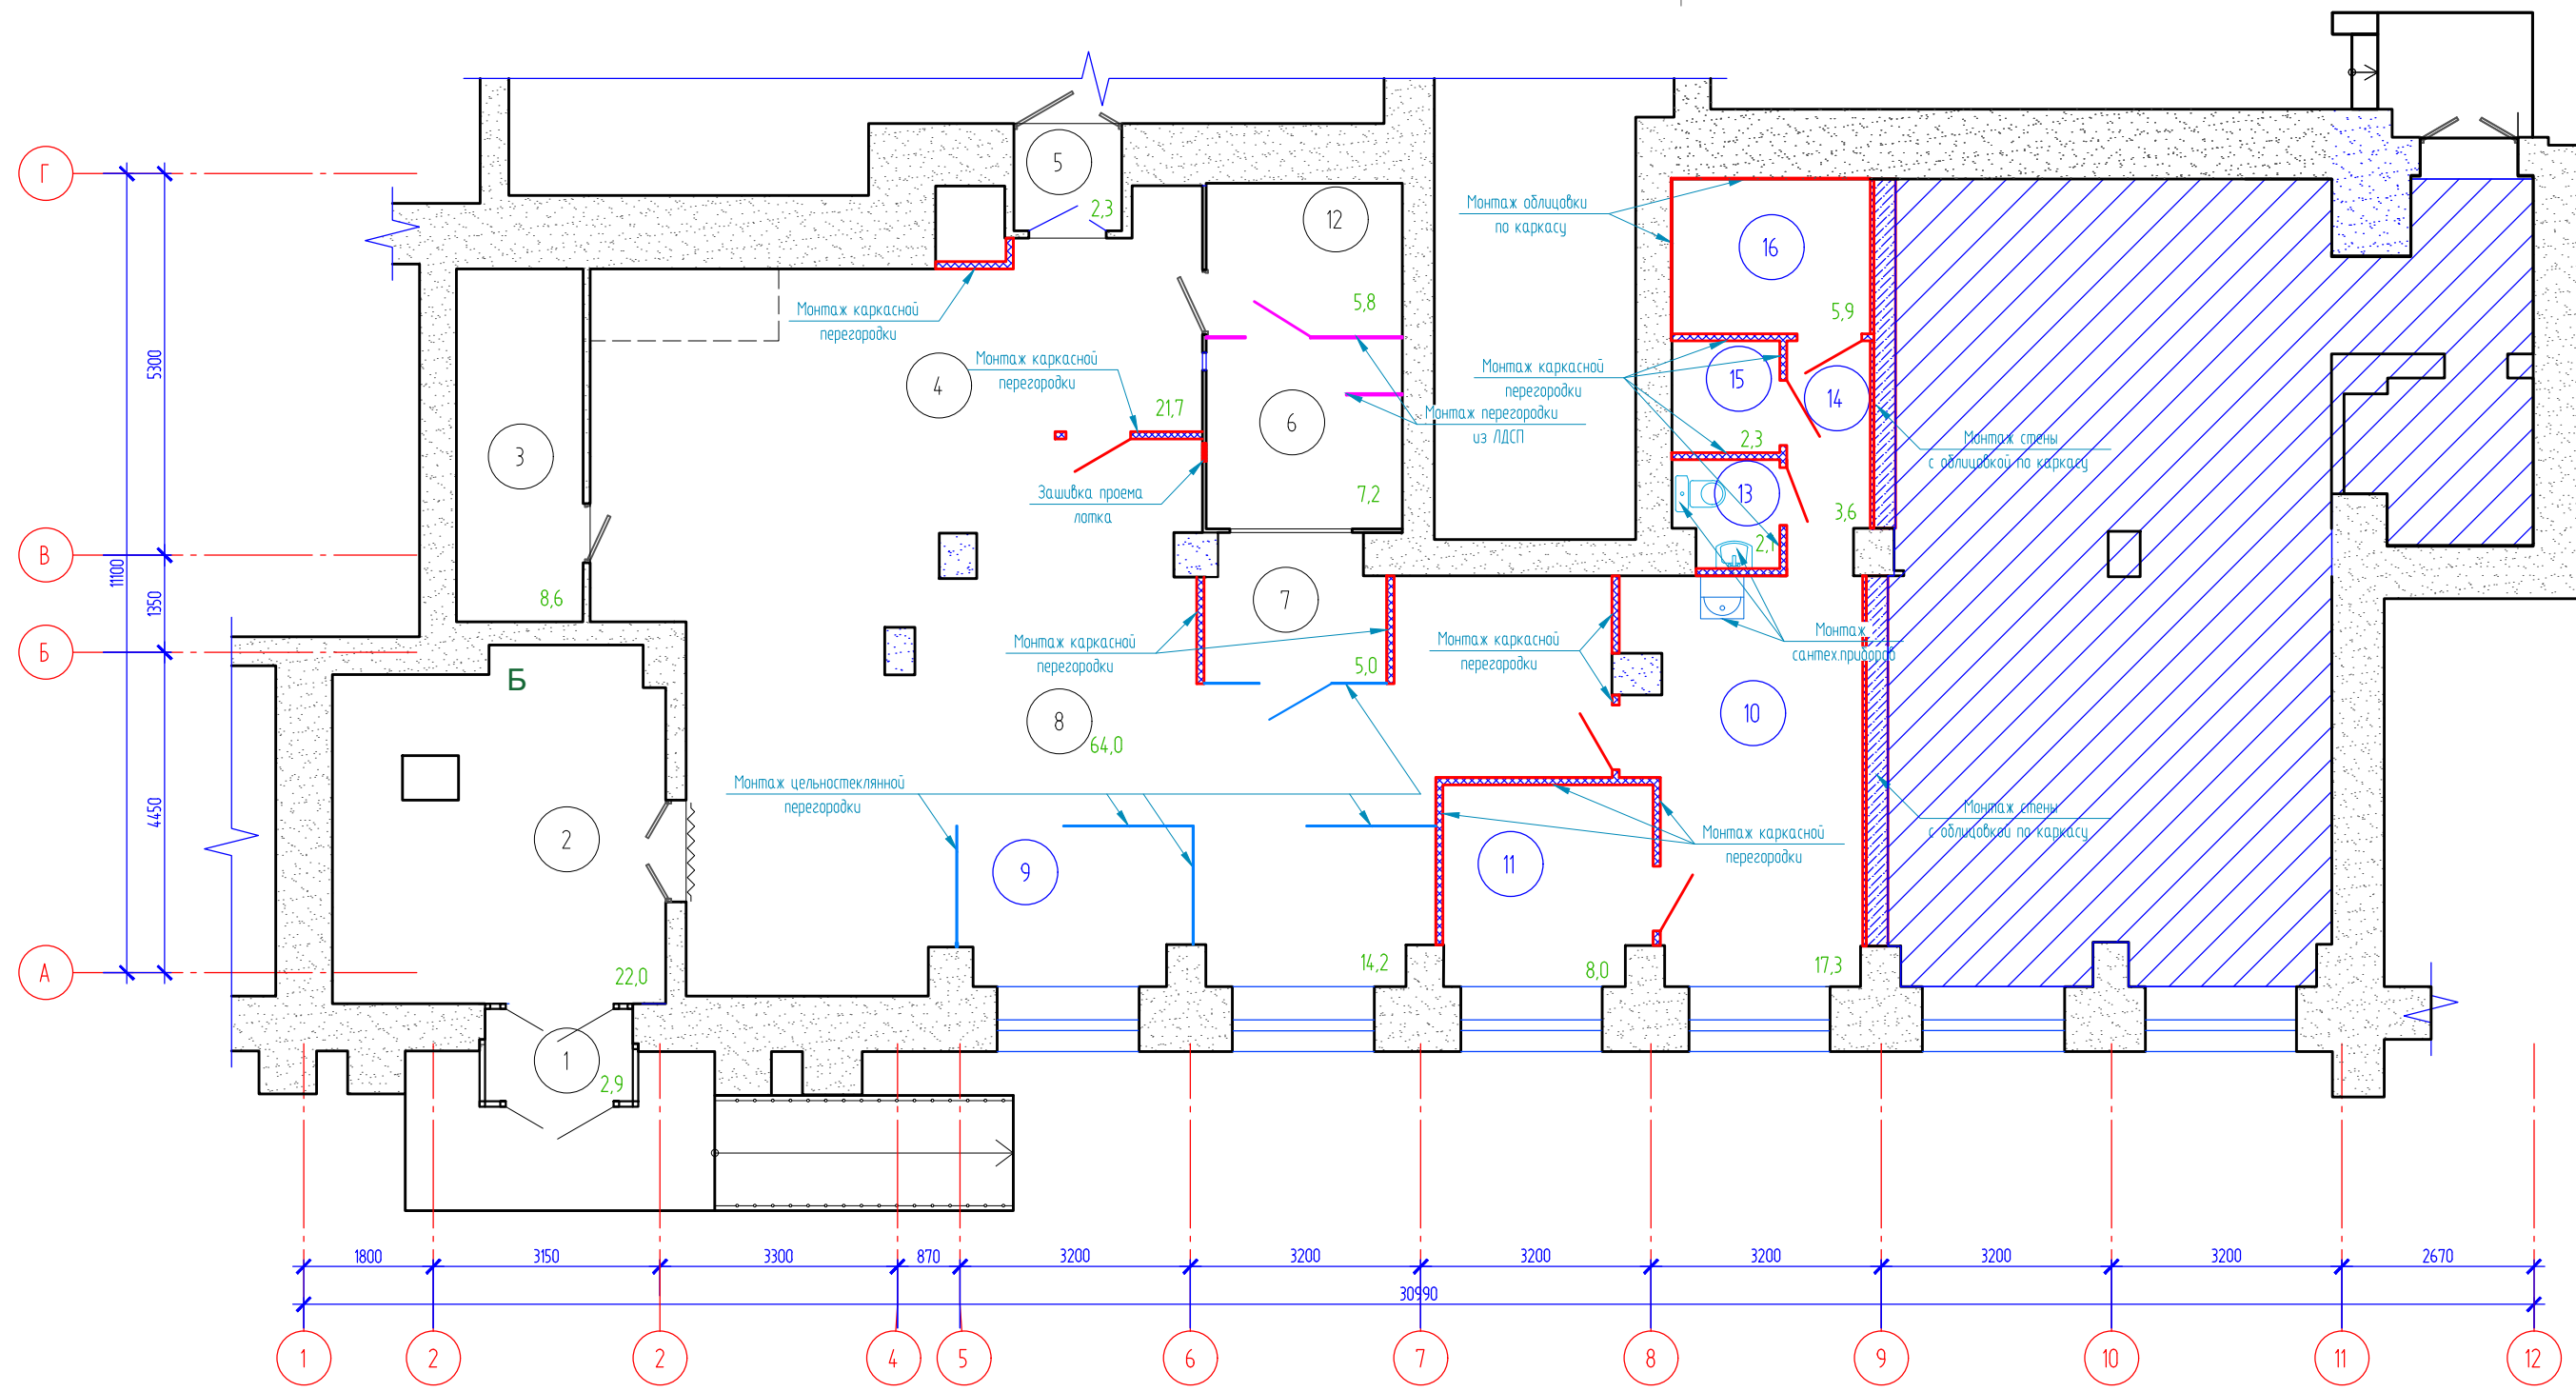 Г
В
Б
А
11100
5300
1350
4450
5
2,3
12
5,8
Монтаж облицовки
по каркасу
16
5,9
Монтаж каркасной
перегородки
4
21,7
Монтаж каркасной
перегородки
Зашивка проема
лотка
3
8,6
6
7,2
Монтаж перегородки
из ЛДСП
Монтаж каркасной
перегородки
15
2,3
14
3,6
13
2,1
Монтаж стены
с облицовкой по каркасу
7
5,0
Монтаж каркасной
перегородки
Монтаж каркасной
перегородки
Монтаж
сантех.приборов
Б
8
64,0
10
17,3
Монтаж цельностеклянной
перегородки
2
22,0
9
14,2
11
8,0
Монтаж каркасной
перегородки
Монтаж стены
с облицовкой по каркасу
1
2,9
1800
3150
3300
870
3200
3200
3200
3200
3200
3200
2670
30990
1
2
2
4
5
6
7
8
9
10
11
12